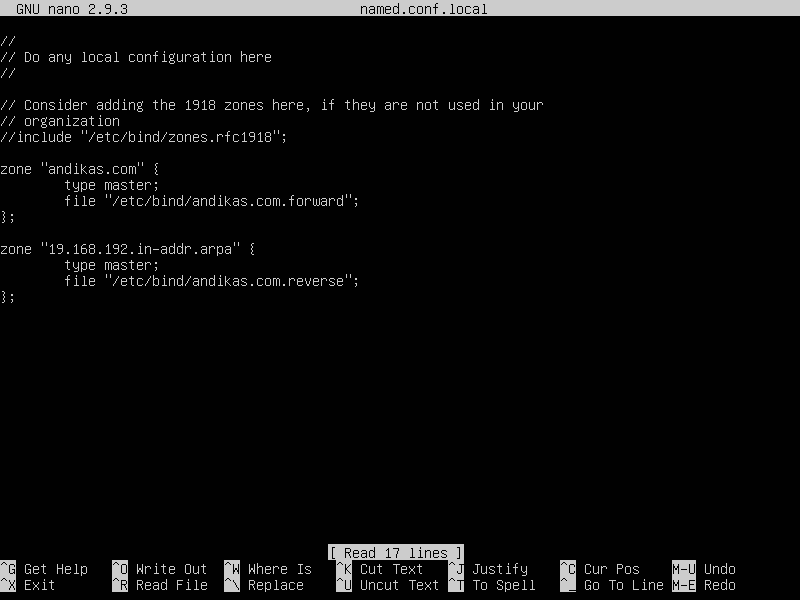 GNU nano 2.9.3 named.conf.local
//
// Do any local configuration here
//
// Consider adding the 1918 zones here, if they are not used in your
// organization
//include "/etc/bind/zones.rfc1918";
zone "andikas.com" {
type master;
file "/etc/bind/andikas.com.forward";
};
zone "19.168.192.in-addr.arpa" {
type master;
file "/etc/bind/andikas.com.reverse";
};
[ Read 17 lines ]
^G Get Help ^O Write Out ^W Where Is ^K Cut Text ^J Justify ^C Cur Pos M-U Undo
^X Exit ^R Read File ^\ Replace ^U Uncut Text ^T To Spell ^_ Go To Line M-E Redo